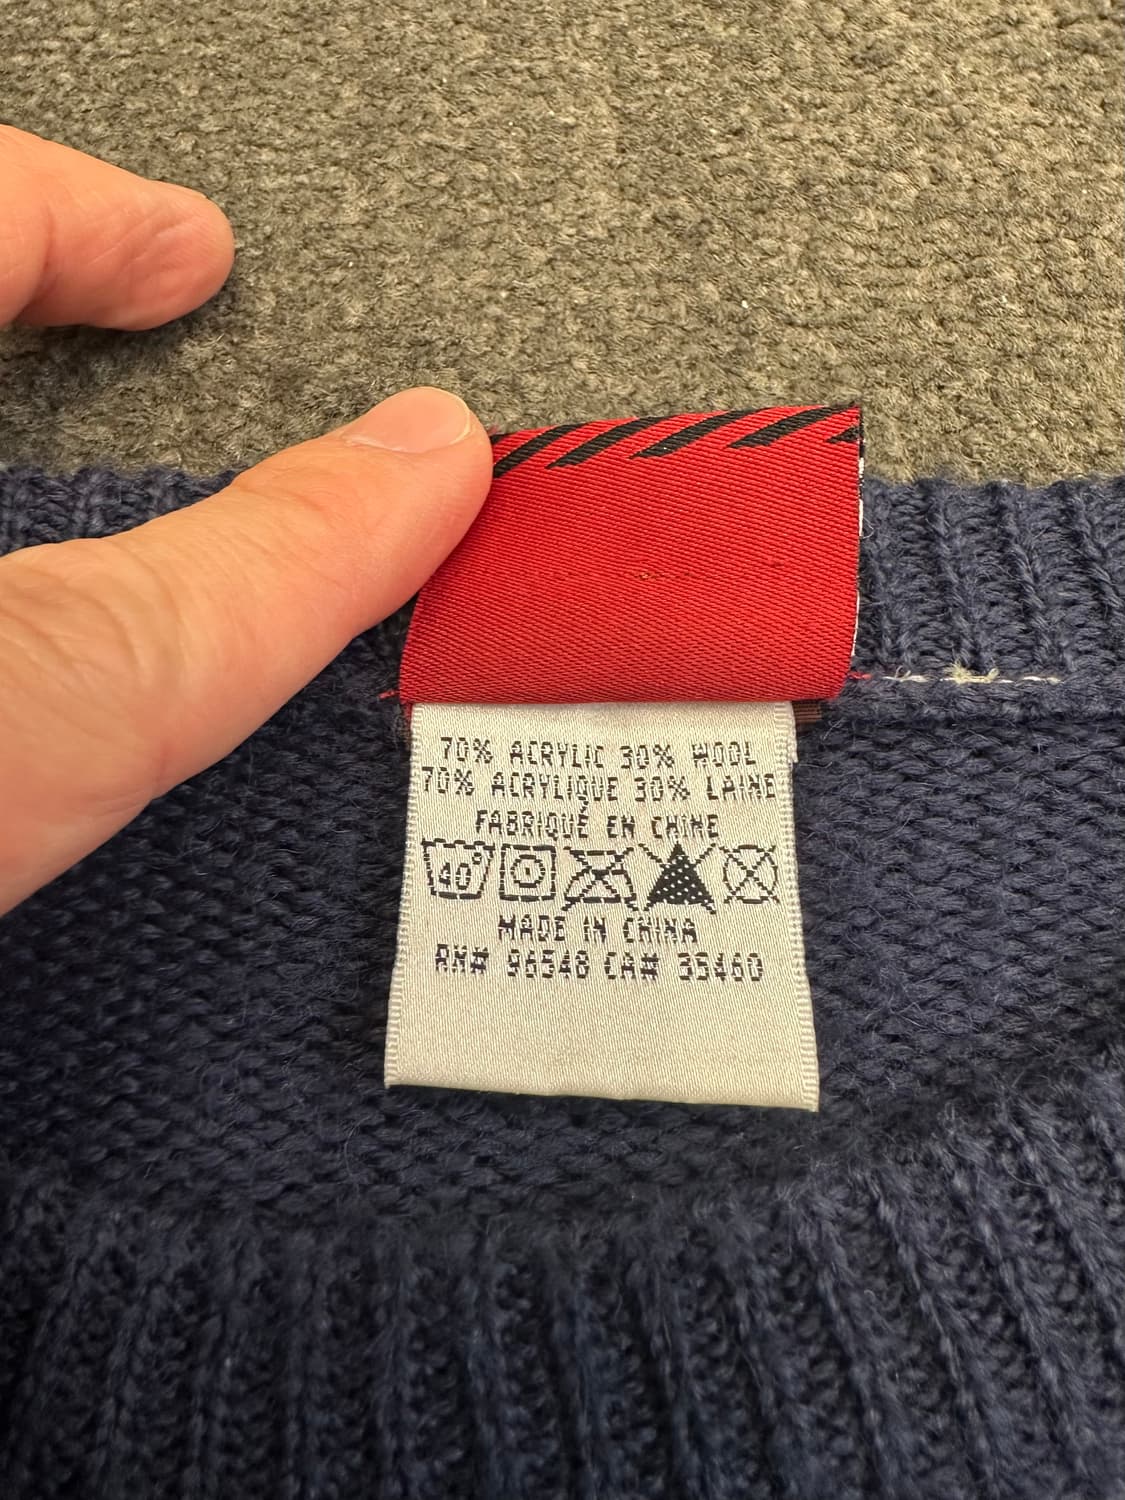 70% ACRYLIC 30% WOOL
70% ACRYLIQUE 30% LAINE
FABRIQUÉ EN CHINE
40°
MADE IN CHINA
RN# 96548 CA# 35460